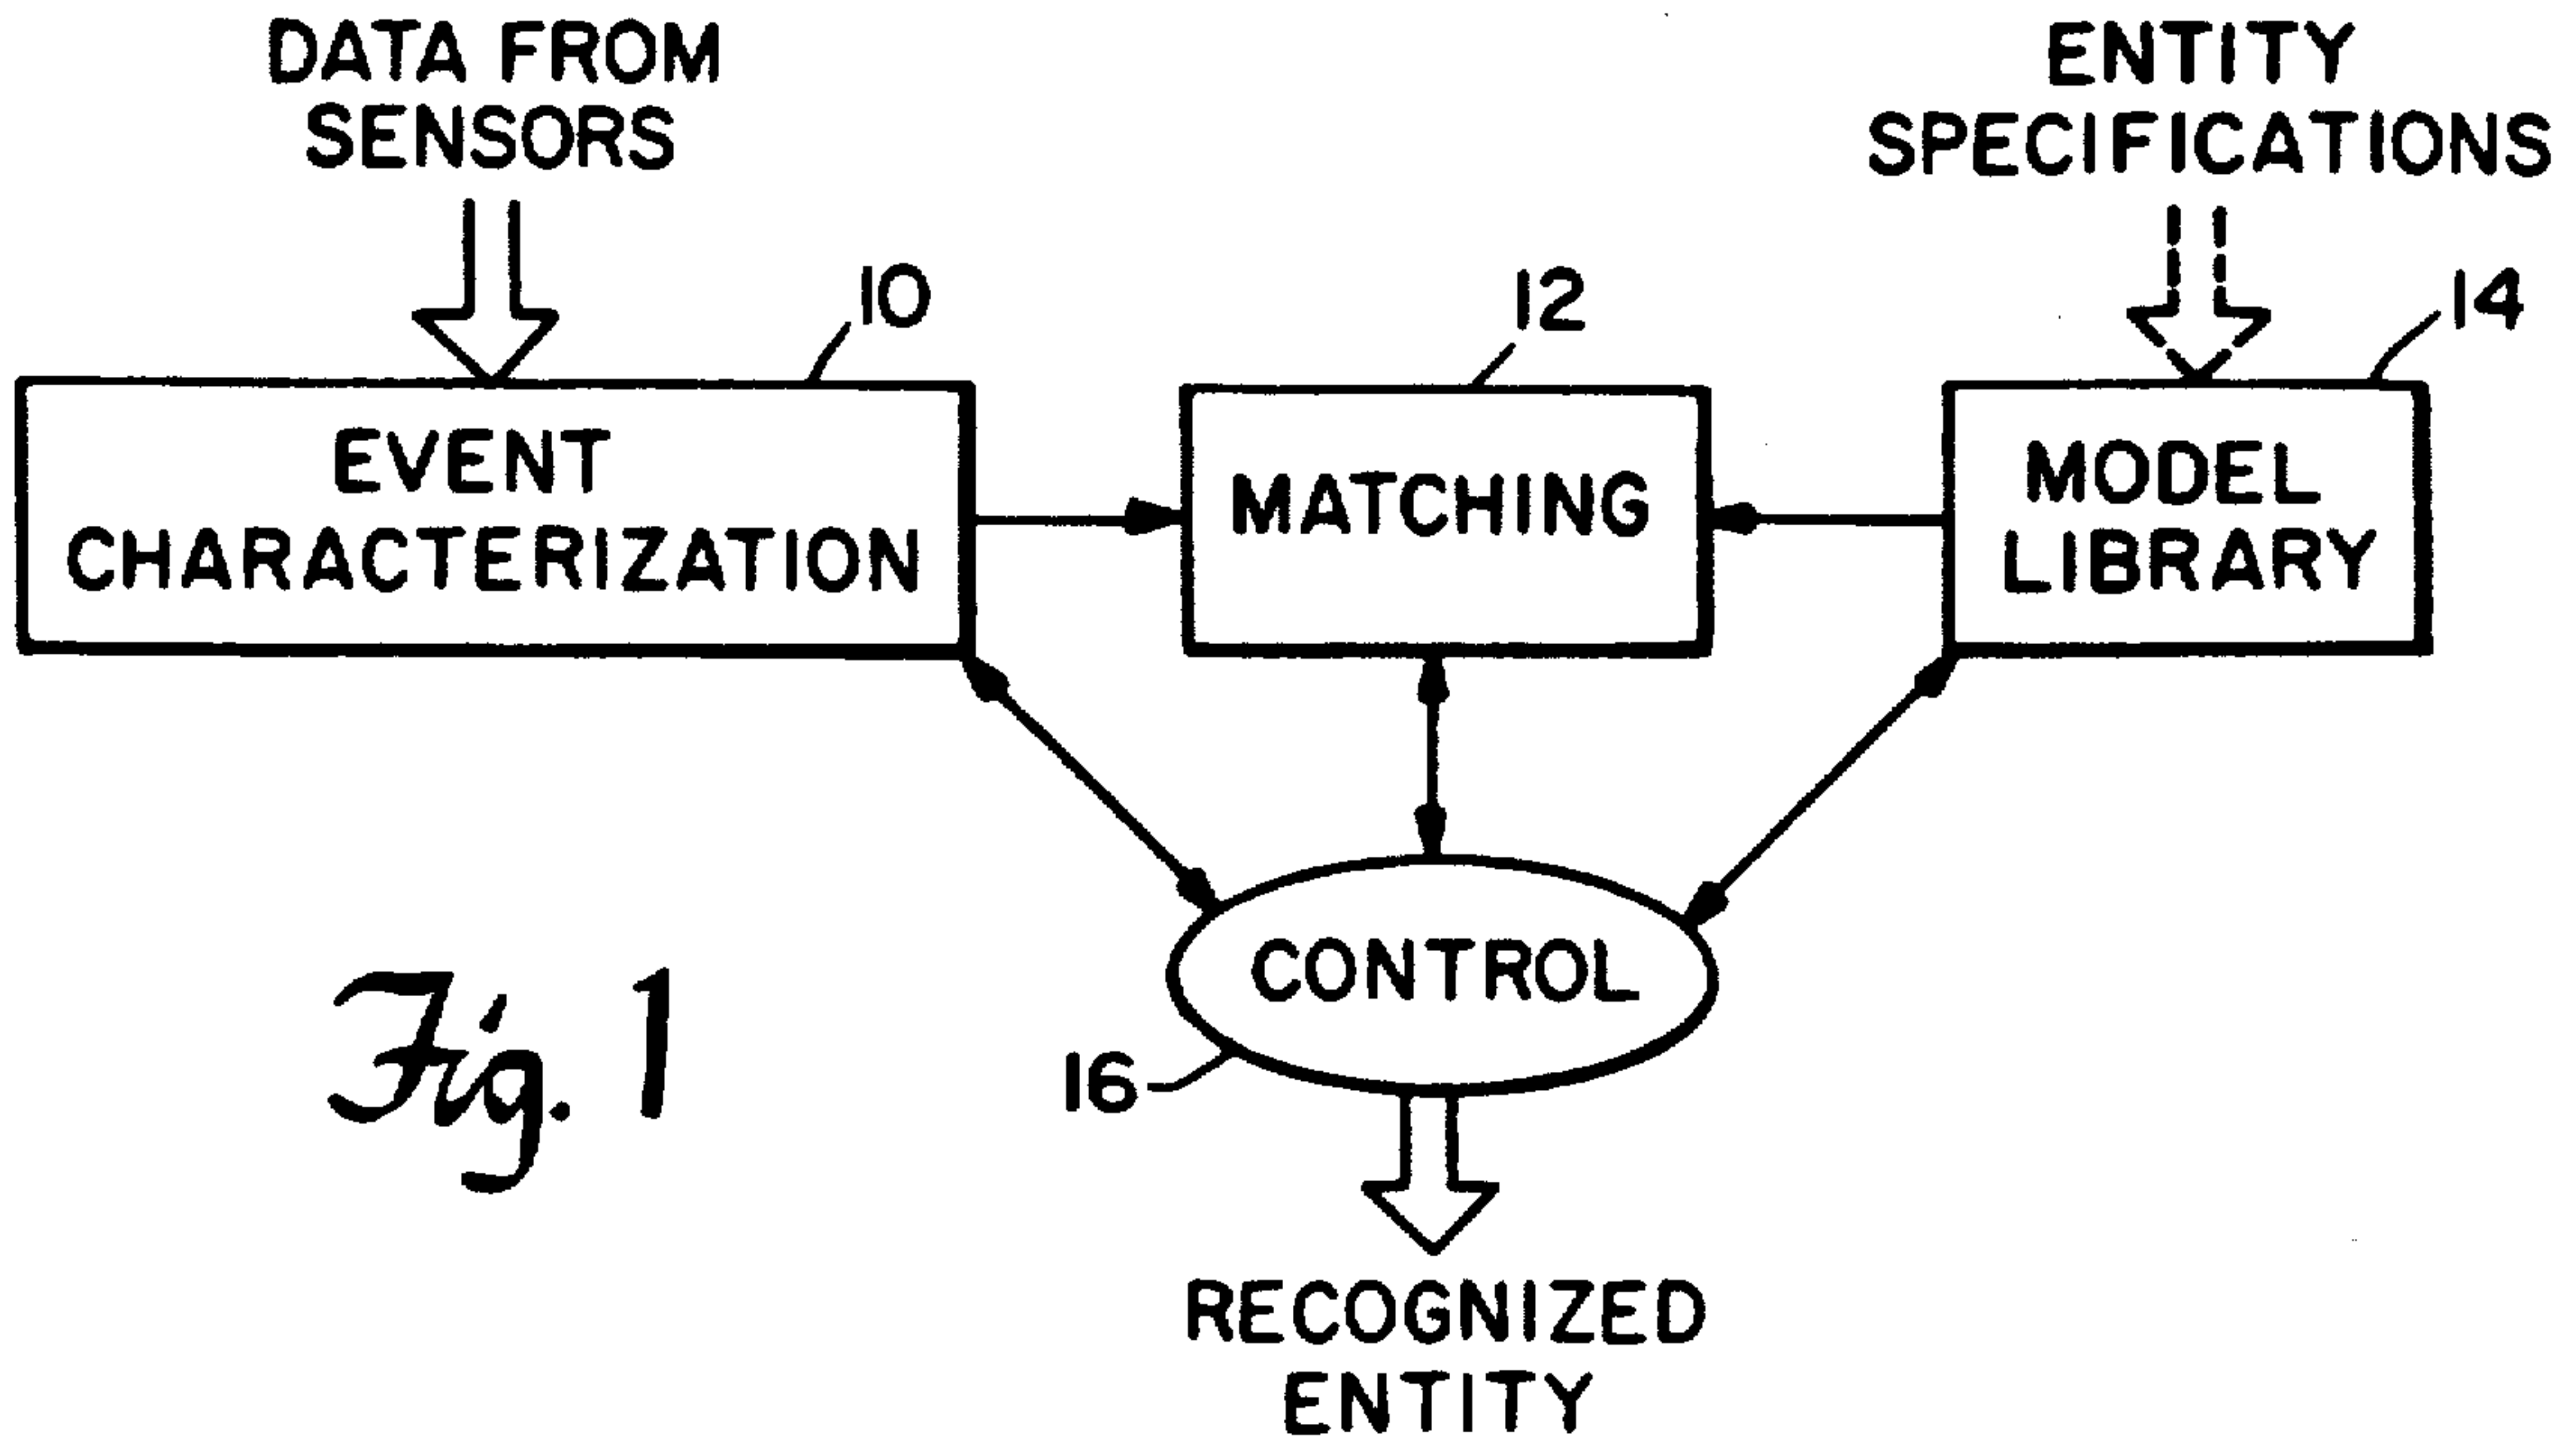 DATA FROM
SENSORS
ENTITY
SPECIFICATIONS
10
12
14
EVENT
CHARACTERIZATION
MATCHING
MODEL
LIBRARY
CONTROL
16
Fig. 1
RECOGNIZED
ENTITY